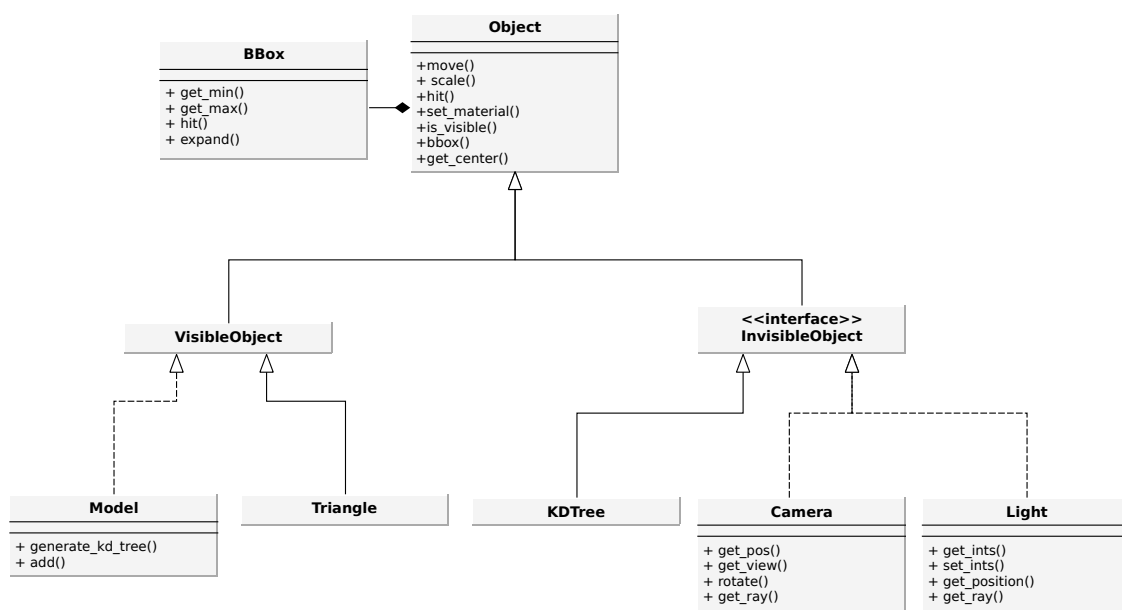 Object
+move()
+ scale()
+hit()
+set_material()
+is_visible()
+bbox()
+get_center()
BBox
+ get_min()
+ get_max()
+ hit()
+ expand()
VisibleObject
<<interface>>
InvisibleObject
Model
+ generate_kd_tree()
+ add()
Triangle
KDTree
Camera
+ get_pos()
+ get_view()
+ rotate()
+ get_ray()
Light
+ get_ints()
+ set_ints()
+ get_position()
+ get_ray()